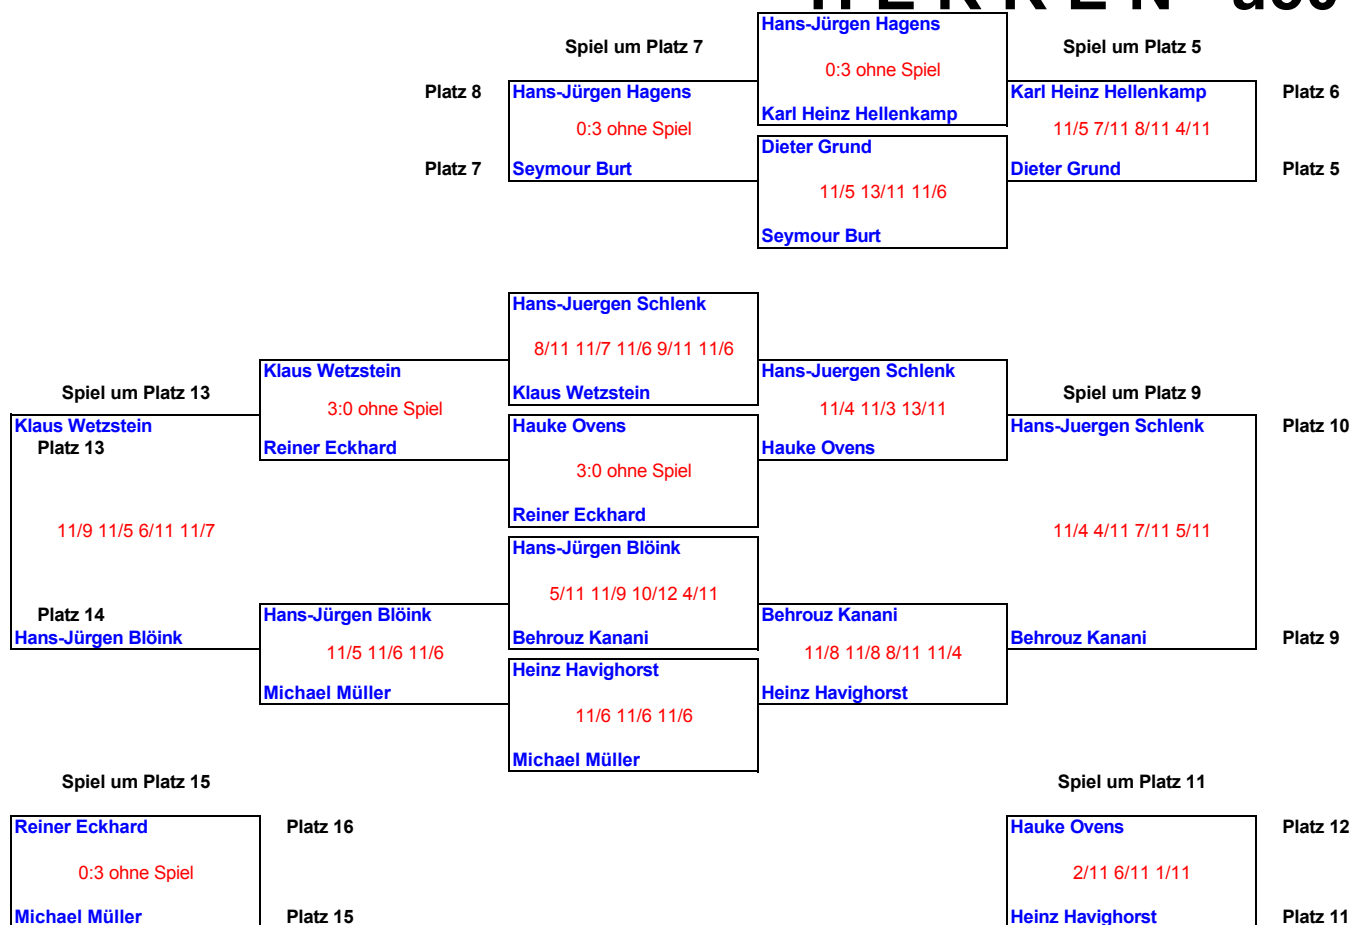 Hans-Jürgen Hagens
Spiel um Platz 7
Spiel um Platz 5
0:3 ohne Spiel
Platz 8
Hans-Jürgen Hagens
Karl Heinz Hellenkamp
Platz 6
Karl Heinz Hellenkamp
0:3 ohne Spiel
11/5 7/11 8/11 4/11
Dieter Grund
Platz 7
Seymour Burt
Dieter Grund
Platz 5
11/5 13/11 11/6
Seymour Burt
Hans-Juergen Schlenk
8/11 11/7 11/6 9/11 11/6
Klaus Wetzstein
Hans-Juergen Schlenk
Spiel um Platz 13
Klaus Wetzstein
Spiel um Platz 9
3:0 ohne Spiel
11/4 11/3 13/11
Klaus Wetzstein
Hauke Ovens
Hans-Juergen Schlenk
Platz 10
Platz 13
Reiner Eckhard
Hauke Ovens
3:0 ohne Spiel
Reiner Eckhard
11/9 11/5 6/11 11/7
11/4 4/11 7/11 5/11
Hans-Jürgen Blöink
5/11 11/9 10/12 4/11
Platz 14
Hans-Jürgen Blöink
Behrouz Kanani
Hans-Jürgen Blöink
Behrouz Kanani
Behrouz Kanani
Platz 9
11/5 11/6 11/6
11/8 11/8 8/11 11/4
Heinz Havighorst
Michael Müller
Heinz Havighorst
11/6 11/6 11/6
Michael Müller
Spiel um Platz 15
Spiel um Platz 11
Reiner Eckhard
Platz 16
Hauke Ovens
Platz 12
0:3 ohne Spiel
2/11 6/11 1/11
Michael Müller
Platz 15
Heinz Havighorst
Platz 11